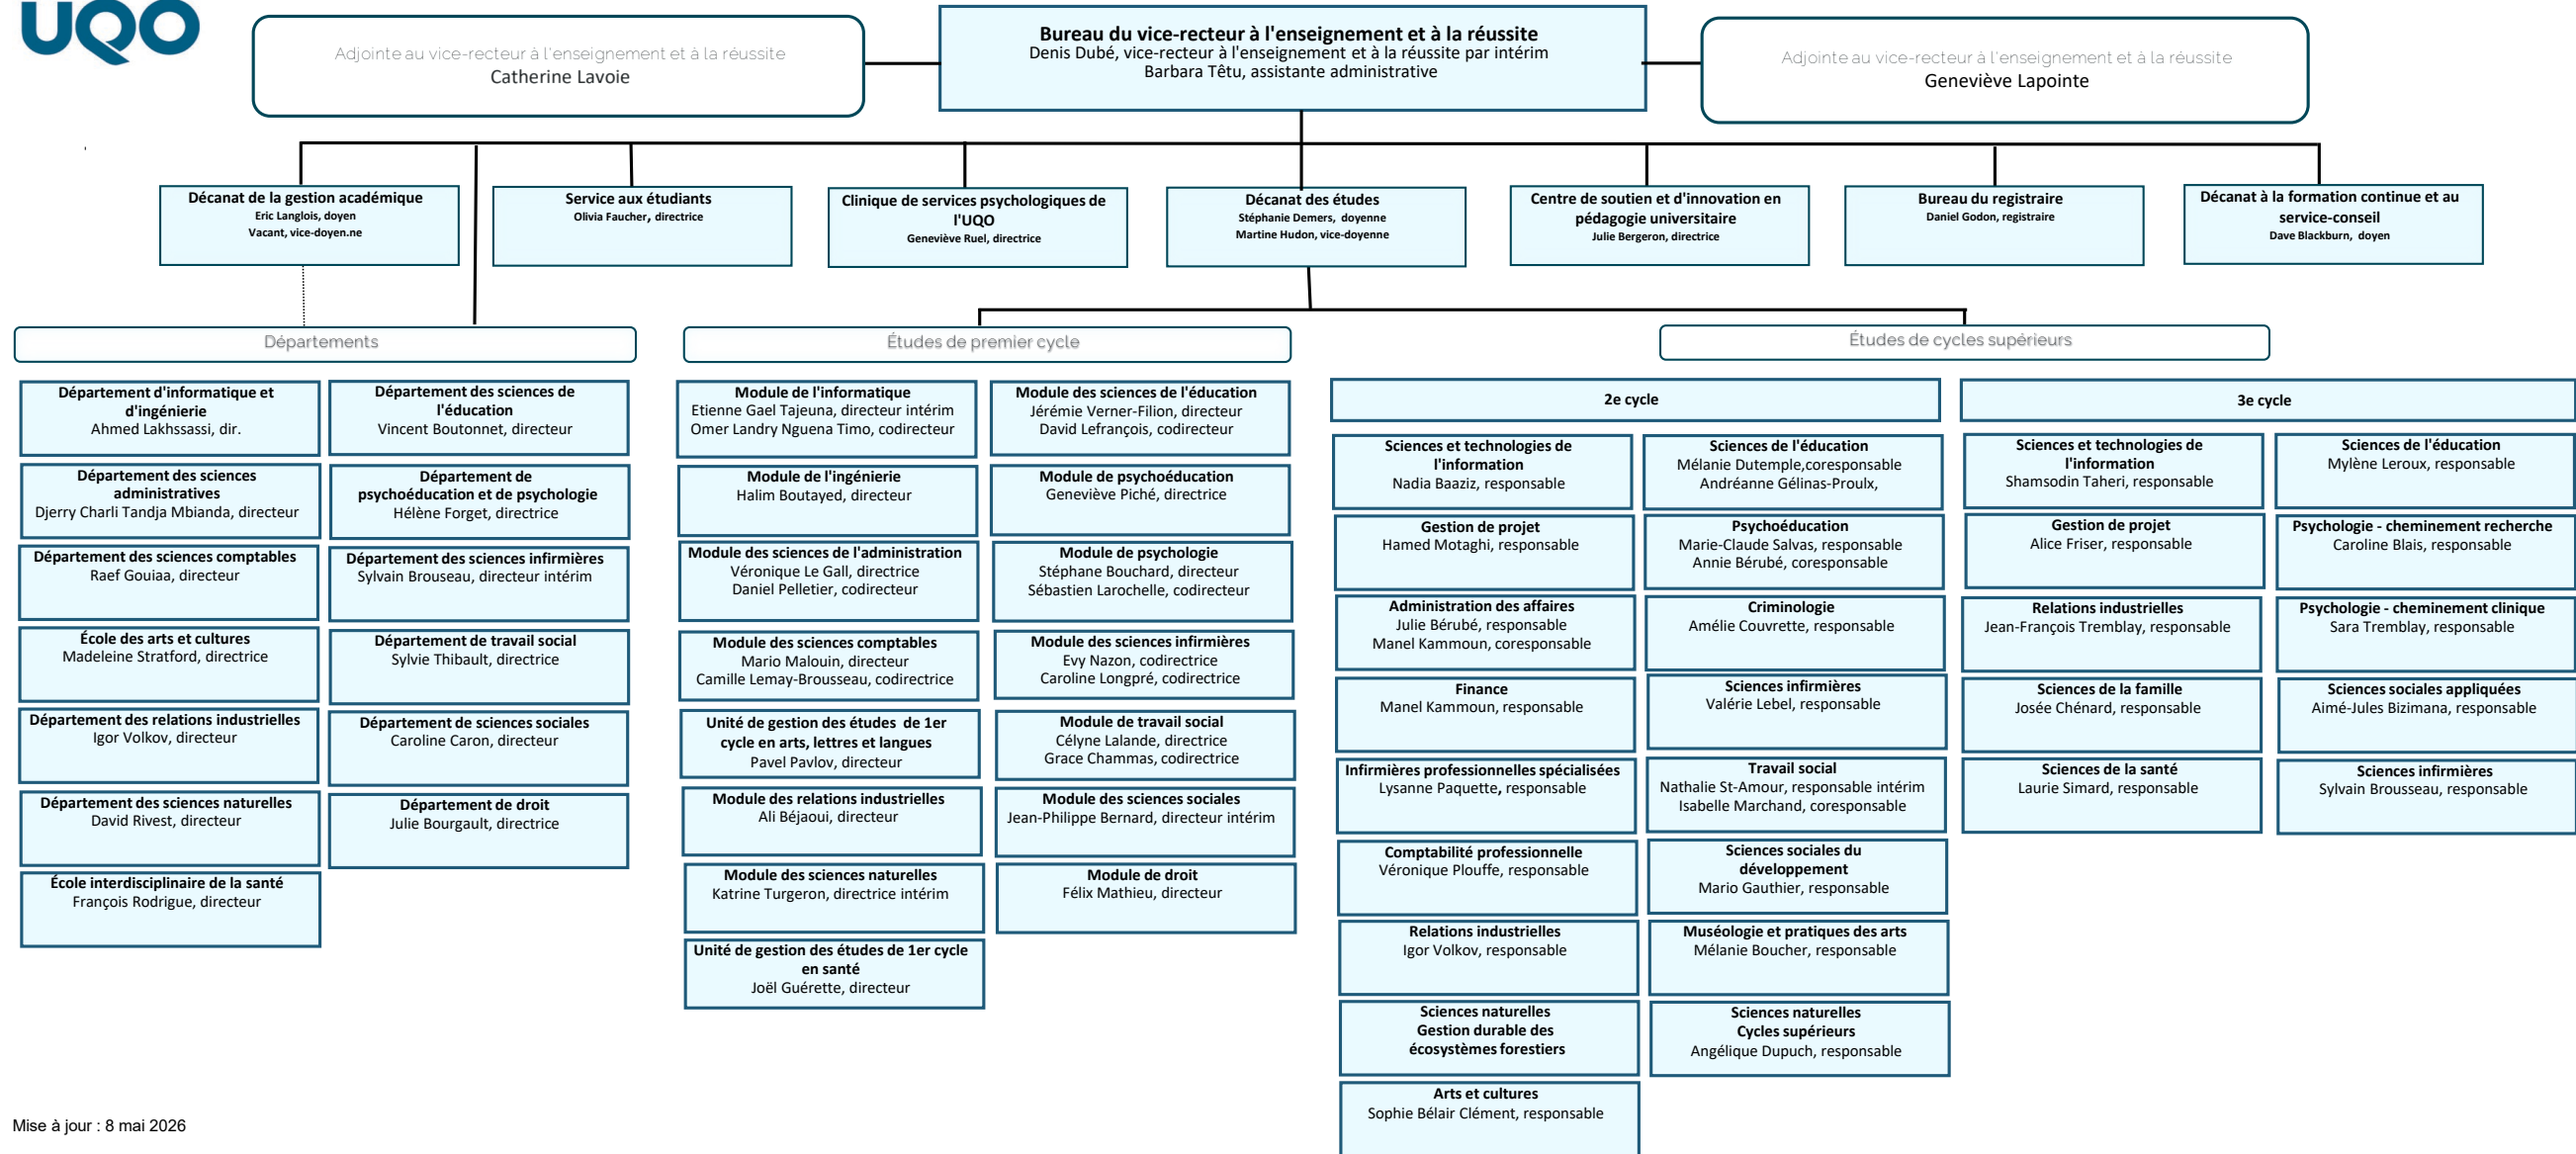 UQO
Adjointe au vice-recteur à l'enseignement et à la réussite
Catherine Lavoie
Bureau du vice-recteur à l'enseignement et à la réussite
Denis Dubé, vice-recteur à l'enseignement et à la réussite par intérim
Barbara Têtu, assistante administrative
Adjointe au vice-recteur à l'enseignement et à la réussite
Geneviève Lapointe
Décanat de la gestion académique
Eric Langlois, doyen
Vacant, vice-doyen.ne
Service aux étudiants
Olivia Faucher, directrice
Clinique de services psychologiques de
l'UQO
Geneviève Ruel, directrice
Décanat des études
Stéphanie Demers, doyenne
Martine Hudon, vice-doyenne
Centre de soutien et d'innovation en
pédagogie universitaire
Julie Bergeron, directrice
Bureau du registraire
Daniel Godon, registraire
Décanat à la formation continue et au
service-conseil
Dave Blackburn, doyen
Départements
Département d'informatique et
d'ingénierie
Ahmed Lakhssassi, dir.
Département des sciences
administratives
Djerry Charli Tandja Mbianda, directeur
Département des sciences comptables
Raef Gouiaa, directeur
École des arts et cultures
Madeleine Stratford, directrice
Département des relations industrielles
Igor Volkov, directeur
Département des sciences naturelles
David Rivest, directeur
École interdisciplinaire de la santé
François Rodrigue, directeur
Département des sciences de
l'éducation
Vincent Boutonnet, directeur
Département de
psychoéducation et de psychologie
Hélène Forget, directrice
Département des sciences infirmières
Sylvain Brouseau, directeur intérim
Département de travail social
Sylvie Thibault, directrice
Département de sciences sociales
Caroline Caron, directeur
Département de droit
Julie Bourgault, directrice
Études de premier cycle
Module de l'informatique
Etienne Gael Tajeuna, directeur intérim
Omer Landry Nguena Timo, codirecteur
Module de l'ingénierie
Halim Boutayed, directeur
Module des sciences de l'administration
Véronique Le Gall, directrice
Daniel Pelletier, codirecteur
Module des sciences comptables
Mario Malouin, directeur
Camille Lemay-Brousseau, codirectrice
Unité de gestion des études de 1er
cycle en arts, lettres et langues
Pavel Pavlov, directeur
Module des relations industrielles
Ali Béjaoui, directeur
Module des sciences naturelles
Katrine Turgeron, directrice intérim
Unité de gestion des études de 1er cycle
en santé
Joël Guérette, directeur
Module des sciences de l'éducation
Jérémie Verner-Filion, directeur
David Lefrançois, codirecteur
Module de psychoéducation
Geneviève Piché, directrice
Module de psychologie
Stéphane Bouchard, directeur
Sébastien Larochelle, codirecteur
Module des sciences infirmières
Evy Nazon, codirectrice
Caroline Longpré, codirectrice
Module de travail social
Célyne Lalande, directrice
Grace Chammas, codirectrice
Module des sciences sociales
Jean-Philippe Bernard, directeur intérim
Module de droit
Félix Mathieu, directeur
Études de cycles supérieurs
2e cycle
Sciences et technologies de
l'information
Nadia Baaziz, responsable
Gestion de projet
Hamed Motaghi, responsable
Administration des affaires
Julie Bérubé, responsable
Manel Kammoun, coresponsable
Finance
Manel Kammoun, responsable
Infirmières professionnelles spécialisées
Lysanne Paquette, responsable
Comptabilité professionnelle
Véronique Plouffe, responsable
Relations industrielles
Igor Volkov, responsable
Sciences naturelles
Gestion durable des
écosystèmes forestiers
Arts et cultures
Sophie Bélair Clément, responsable
Sciences de l'éducation
Mélanie Dutemple,coresponsable
Andréanne Gélinas-Proulx,
Psychoéducation
Marie-Claude Salvas, responsable
Annie Bérubé, coresponsable
Criminologie
Amélie Couvrette, responsable
Sciences infirmières
Valérie Lebel, responsable
Travail social
Nathalie St-Amour, responsable intérim
Isabelle Marchand, coresponsable
Sciences sociales du
développement
Mario Gauthier, responsable
Muséologie et pratiques des arts
Mélanie Boucher, responsable
Sciences naturelles
Cycles supérieurs
Angélique Dupuch, responsable
3e cycle
Sciences et technologies de
l'information
Shamsodin Taheri, responsable
Gestion de projet
Alice Friser, responsable
Relations industrielles
Jean-François Tremblay, responsable
Sciences de la famille
Josée Chénard, responsable
Sciences de la santé
Laurie Simard, responsable
Sciences de l'éducation
Mylène Leroux, responsable
Psychologie - cheminement recherche
Caroline Blais, responsable
Psychologie - cheminement clinique
Sara Tremblay, responsable
Sciences sociales appliquées
Aimé-Jules Bizimana, responsable
Sciences infirmières
Sylvain Brousseau, responsable
Mise à jour : 8 mai 2026